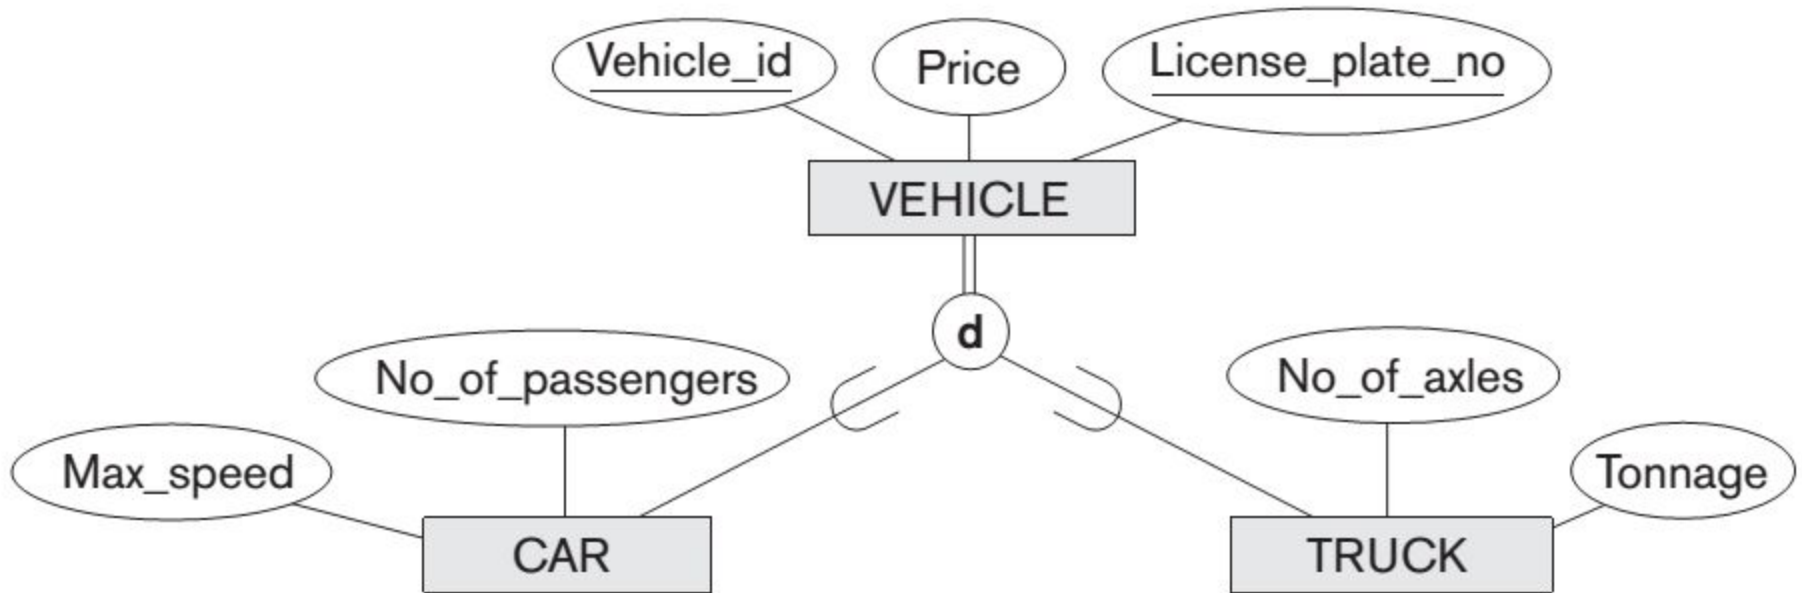 Vehicle_id
Price
License_plate_no
VEHICLE
d
No_of_passengers
No_of_axles
Max_speed
Tonnage
CAR
TRUCK